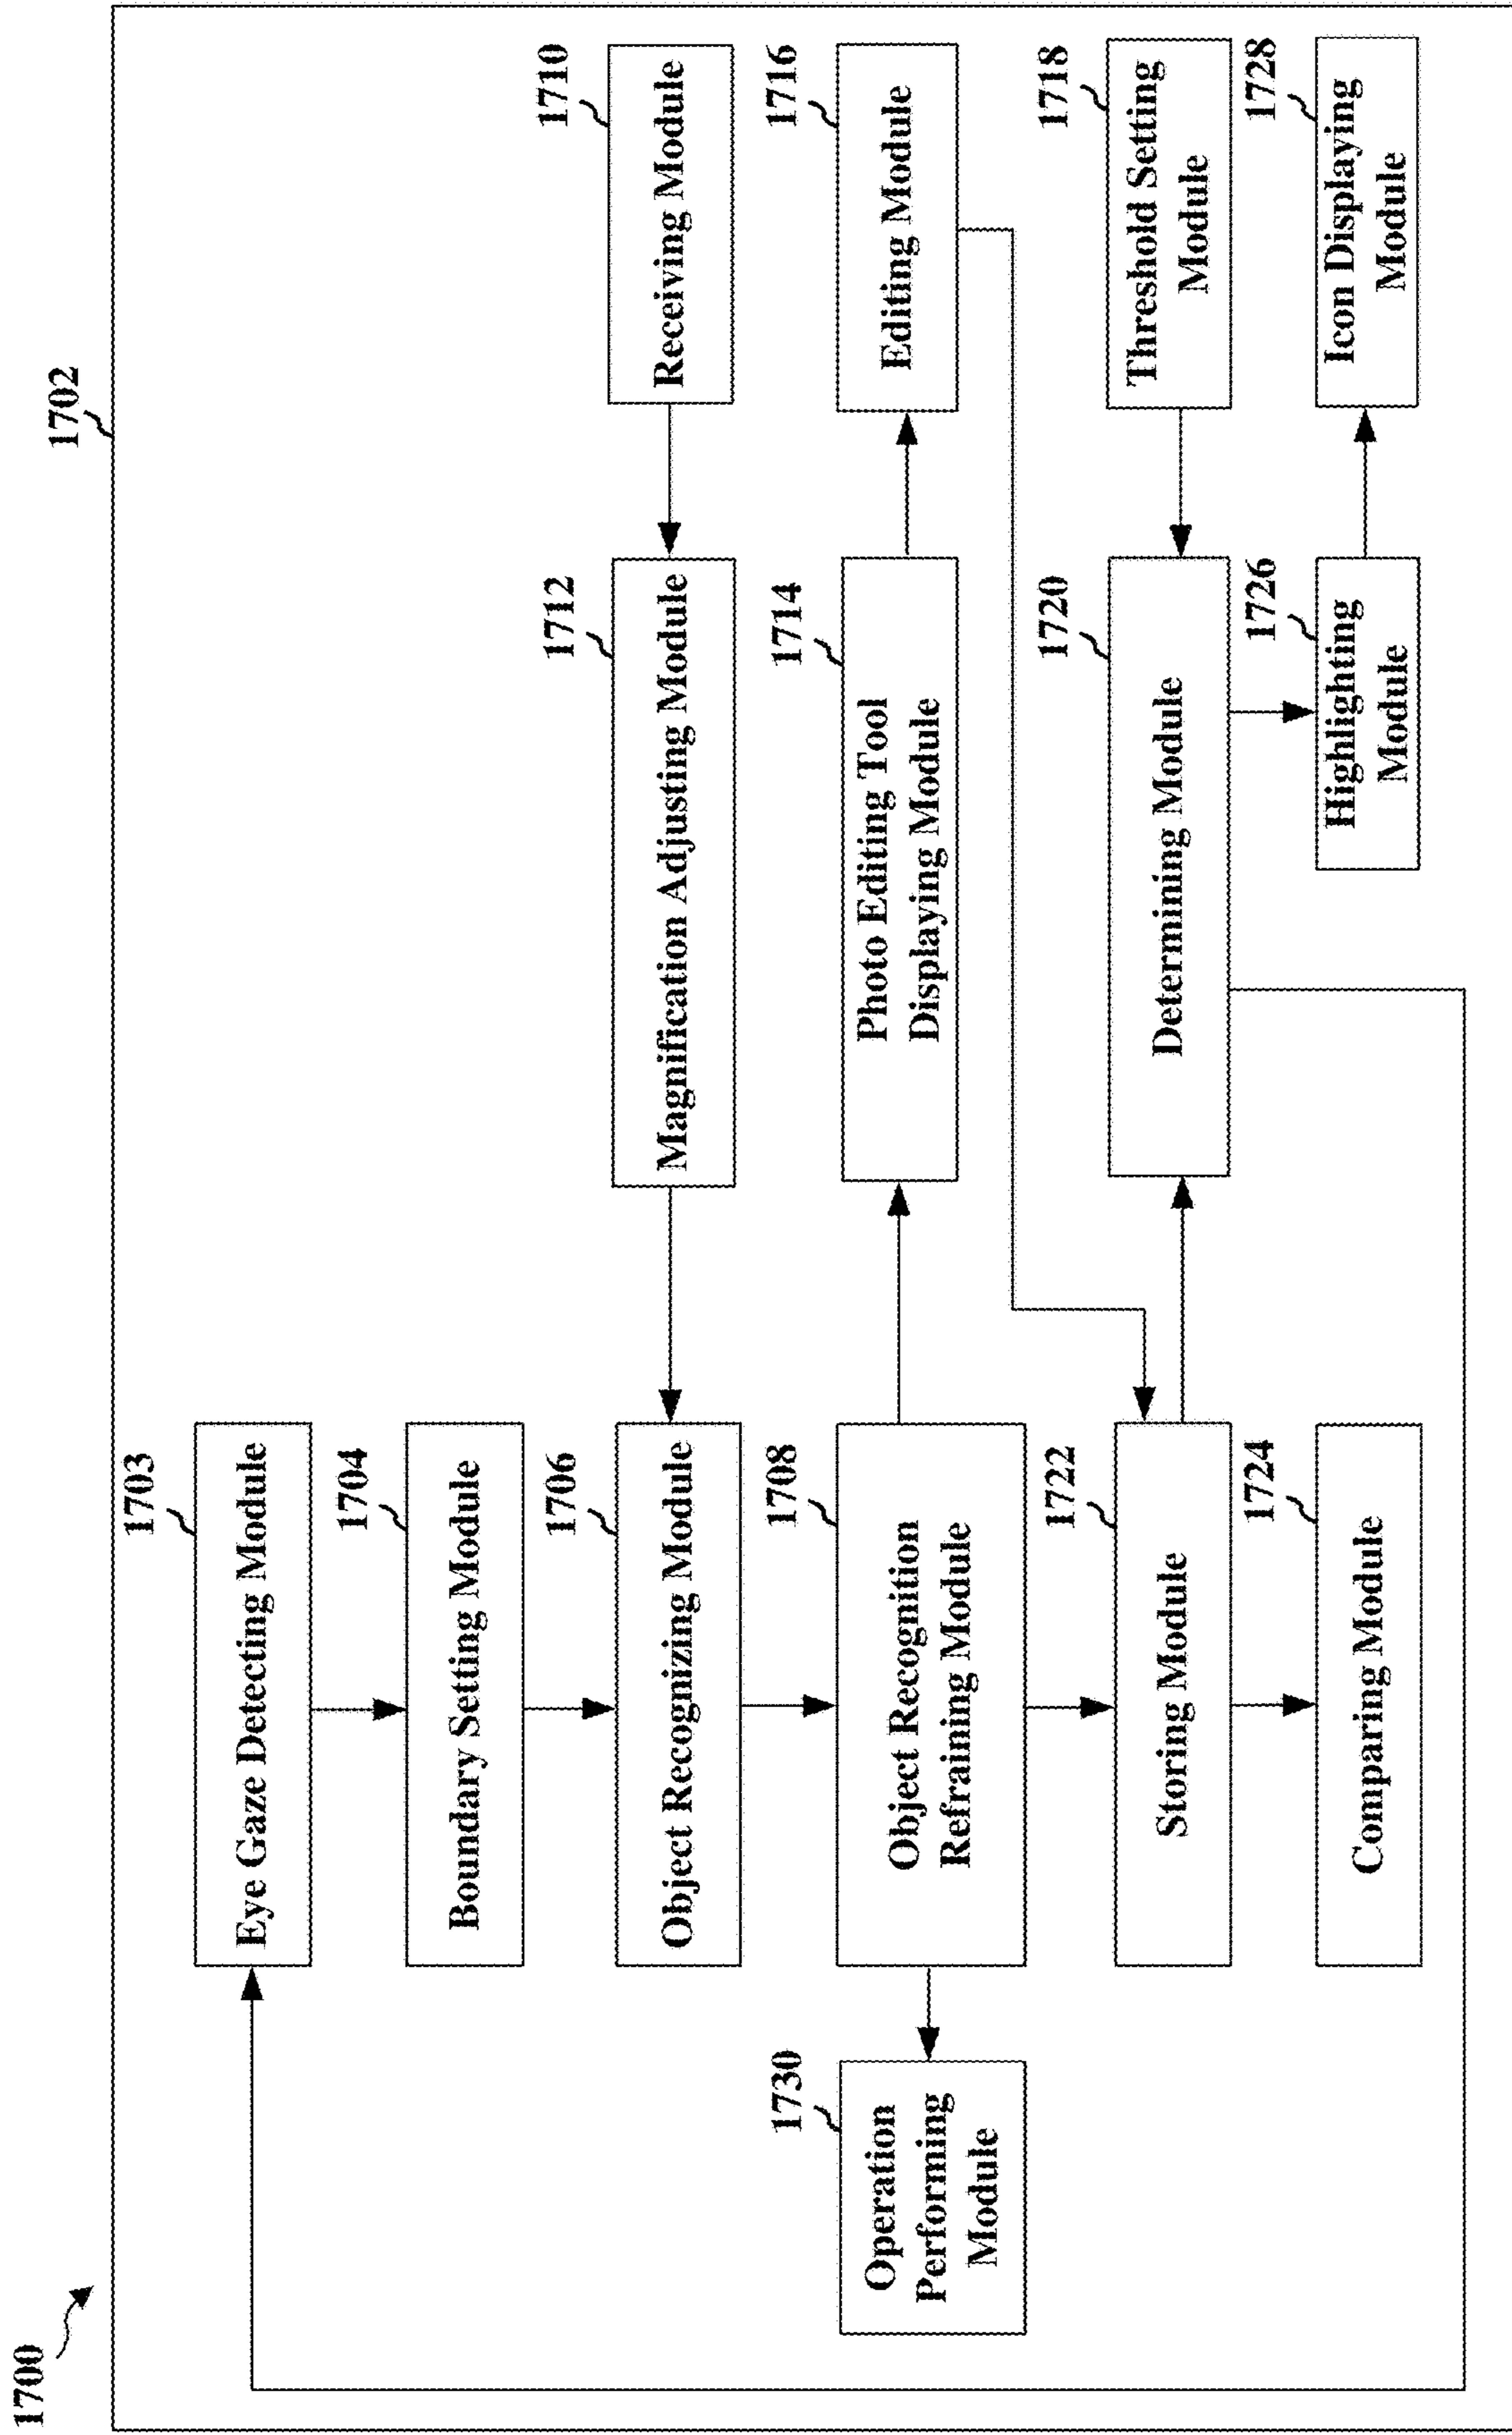 1700
1702
1703
Eye Gaze Detecting Module
1704
Boundary Setting Module
1706
Object Recognizing Module
1712
Magnification Adjusting Module
1710
Receiving Module
1730
Operation
Performing
Module
1708
Object Recognition
Refraining Module
1714
Photo Editing Tool
Displaying Module
1716
Editing Module
1722
Storing Module
1720
Determining Module
1718
Threshold Setting
Module
1724
Comparing Module
1726
Highlighting
Module
1728
Icon Displaying
Module